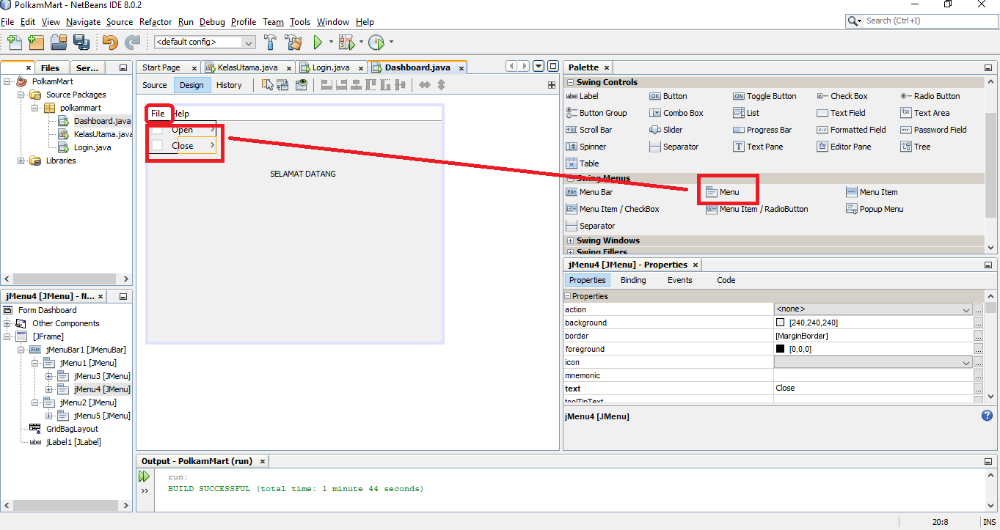 PolkamMart - NetBeans IDE 8.0.2
File Edit View Navigate Source Refactor Run Debug Profile Team Tools Window Help
Search (Ctrl+I)
<default config>
Files
Ser...
PolkamMart
Source Packages
polkammart
Dashboard.java
KelasUtama.java
Login.java
Libraries
Start Page
KelasUtama.java
Login.java
Dashboard.java
Source Design History
File Help
Open
Close
SELAMAT DATANG
Palette
Swing Controls
Label Button Toggle Button Check Box Radio Button
Button Group Combo Box List Text Field Text Area
Scroll Bar Slider Progress Bar Formatted Field Password Field
Spinner Separator Text Pane Editor Pane Tree
Table
Swing Menus
Menu Bar Menu Menu Item
Menu Item / CheckBox Menu Item / RadioButton Popup Menu
Separator
Swing Windows
Swing Fillers
jMenu4 [JMenu] - N...
Form Dashboard
Other Components
[JFrame]
jMenuBar1 [JMenuBar]
jMenu1 [JMenu]
jMenu3 [JMenu]
jMenu4 [JMenu]
jMenu2 [JMenu]
jMenu5 [JMenu]
GridBagLayout
jLabel1 [JLabel]
jMenu4 [JMenu] - Properties
Properties Binding Events Code
Properties
action <none>
background [240,240,240]
border [MarginBorder]
foreground [0,0,0]
icon
mnemonic
text Close
toolTipText
jMenu4 [JMenu]
Output - PolkamMart (run)
run:
BUILD SUCCESSFUL (total time: 1 minute 44 seconds)
20:8 INS